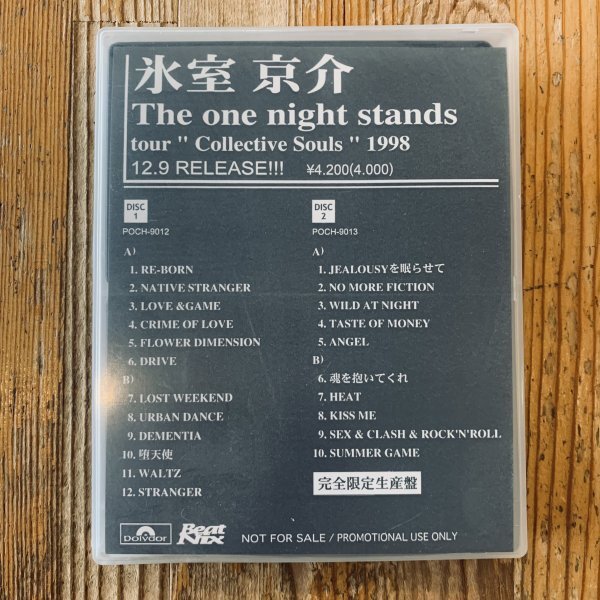 氷室 京介
The one night stands
tour " Collective Souls " 1998
12.9 RELEASE!!! ¥4.200(4.000)
DISC 1
POCH-9012
A)
1. RE-BORN
2. NATIVE STRANGER
3. LOVE &GAME
4. CRIME OF LOVE
5. FLOWER DIMENSION
6. DRIVE
B)
7. LOST WEEKEND
8. URBAN DANCE
9. DEMENTIA
10. 堕天使
11. WALTZ
12. STRANGER
DISC 2
POCH-9013
A)
1. JEALOUSYを眠らせて
2. NO MORE FICTION
3. WILD AT NIGHT
4. TASTE OF MONEY
5. ANGEL
B)
6. 魂を抱いてくれ
7. HEAT
8. KISS ME
9. SEX & CLASH & ROCK'N'ROLL
10. SUMMER GAME
完全限定生産盤
Polydor
Beat NIX
NOT FOR SALE / PROMOTIONAL USE ONLY